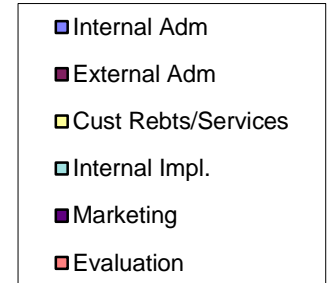 Internal Adm
External Adm
Cust Rebts/Services
Internal Impl.
Marketing
Evaluation